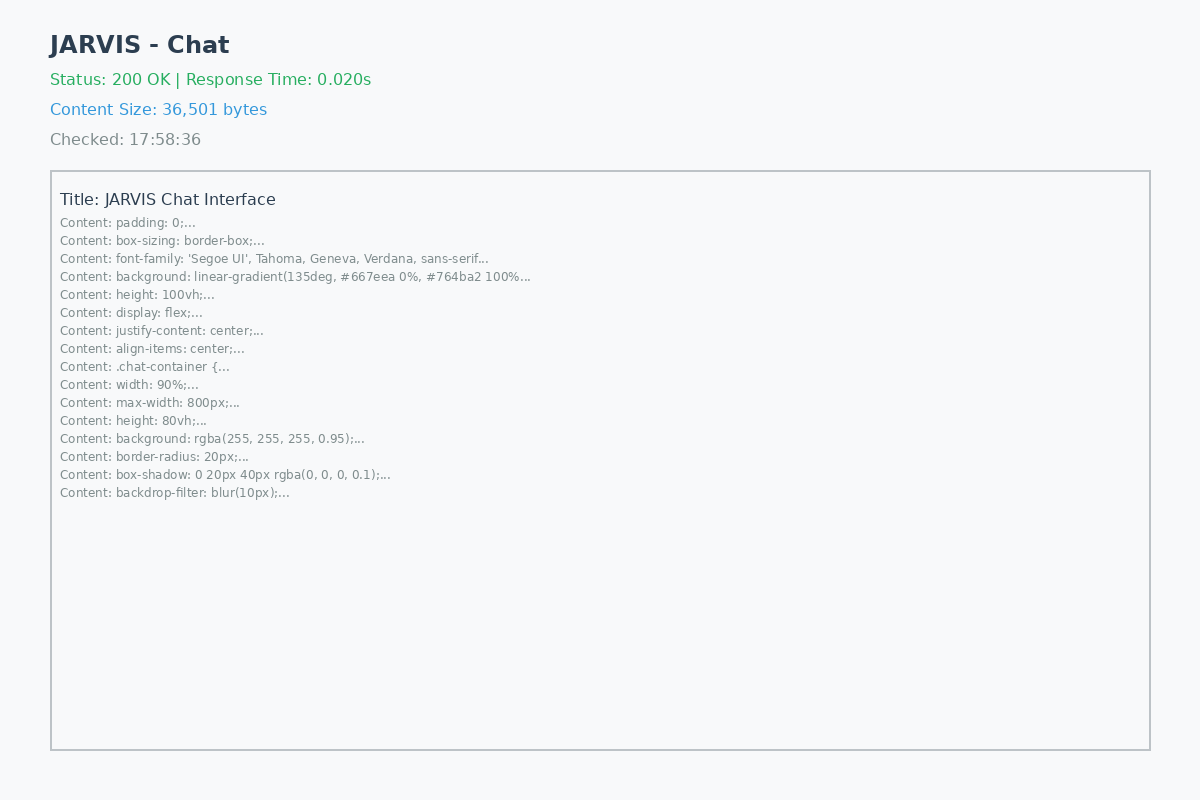 JARVIS - Chat
Status: 200 OK | Response Time: 0.020s
Content Size: 36,501 bytes
Checked: 17:58:36
Title: JARVIS Chat Interface
Content: padding: 0;...
Content: box-sizing: border-box;...
Content: font-family: 'Segoe UI', Tahoma, Geneva, Verdana, sans-serif...
Content: background: linear-gradient(135deg, #667eea 0%, #764ba2 100%...
Content: height: 100vh;...
Content: display: flex;...
Content: justify-content: center;...
Content: align-items: center;...
Content: .chat-container {...
Content: width: 90%;...
Content: max-width: 800px;...
Content: height: 80vh;...
Content: background: rgba(255, 255, 255, 0.95);...
Content: border-radius: 20px;...
Content: box-shadow: 0 20px 40px rgba(0, 0, 0, 0.1);...
Content: backdrop-filter: blur(10px);...